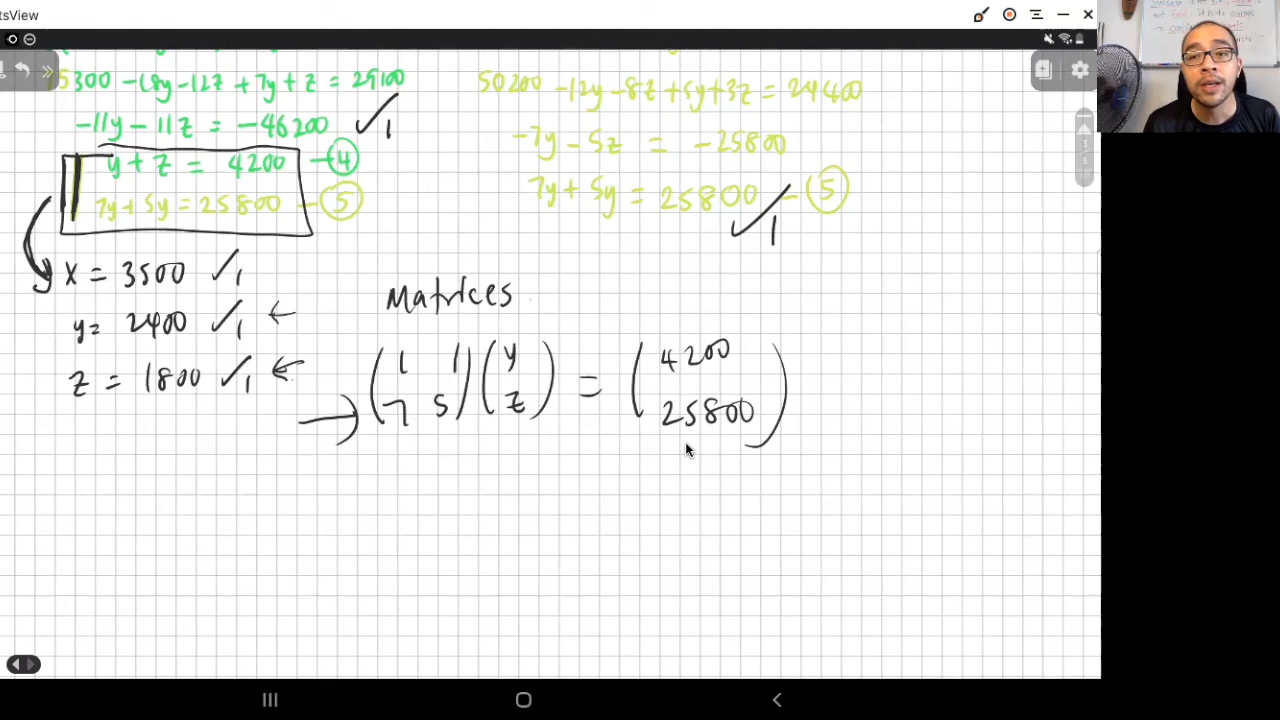 tsView
300 -18y -12z + 7y + z = 25100
-11y - 11z = -46200 ✓1
y + z = 4200 —④
7y + 5y = 25800 —⑤
x = 3500 ✓1
y = 2400 ✓1 ←
z = 1800 ✓1 ←
50200 -12y -8z + 5y + 3z = 24400
-7y - 5z = -25800
7y + 5y = 25800 —⑤
✓1
Matrices
(1 1) (y) = (4200)
(7 5) (z) (25800)